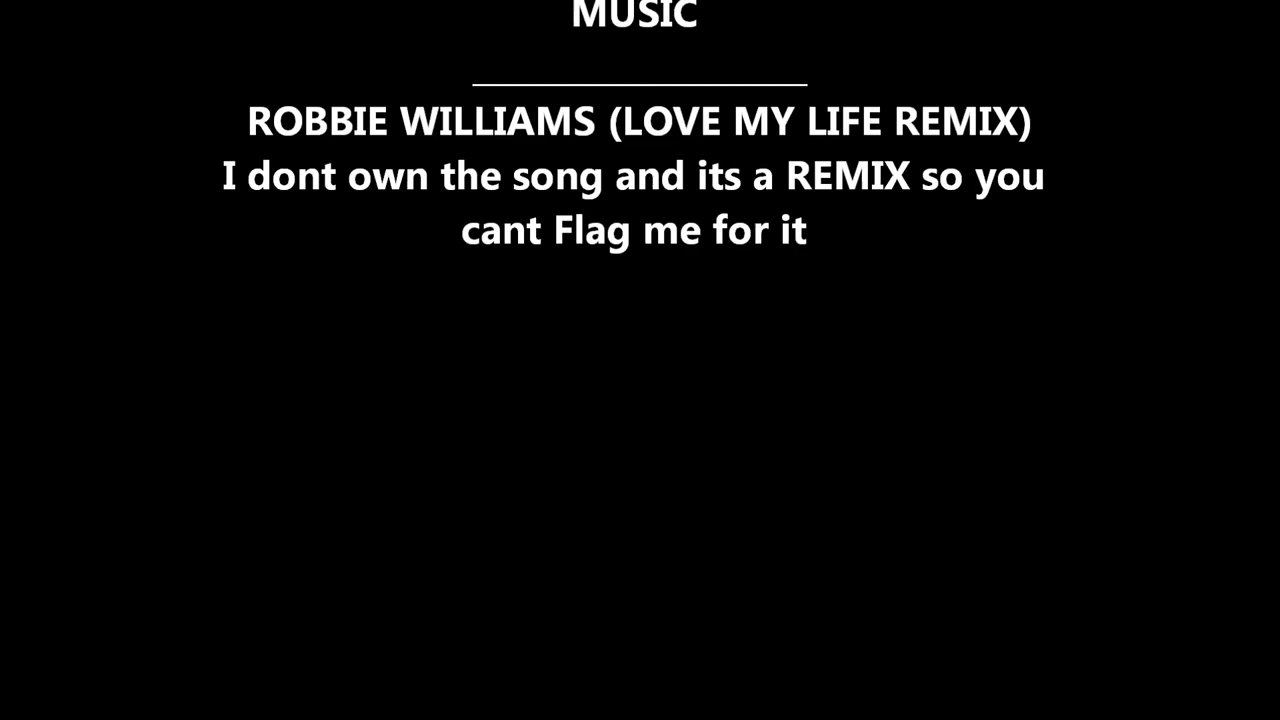 MUSIC
ROBBIE WILLIAMS (LOVE MY LIFE REMIX)
I dont own the song and its a REMIX so you
cant Flag me for it